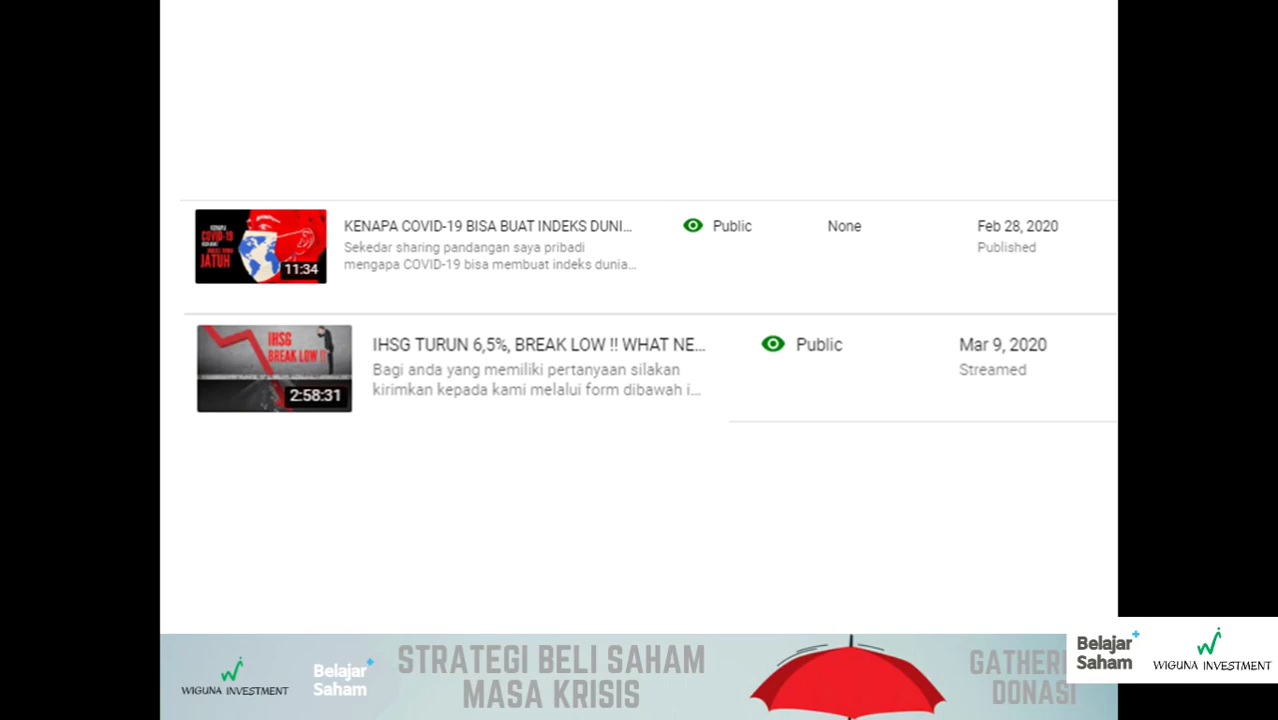 KENAPA
COVID-19
JATUH
11:34
KENAPA COVID-19 BISA BUAT INDEKS DUNI...
Sekedar sharing pandangan saya pribadi
mengapa COVID-19 bisa membuat indeks dunia...
Public
None
Feb 28, 2020
Published
IHSG
BREAK LOW !!
2:58:31
IHSG TURUN 6,5%, BREAK LOW !! WHAT NE...
Bagi anda yang memiliki pertanyaan silakan
kirimkan kepada kami melalui form dibawah i...
Public
Mar 9, 2020
Streamed
WIGUNA INVESTMENT
Belajar+
Saham
STRATEGI BELI SAHAM
MASA KRISIS
DONASI
Belajar+
Saham
WIGUNA INVESTMENT